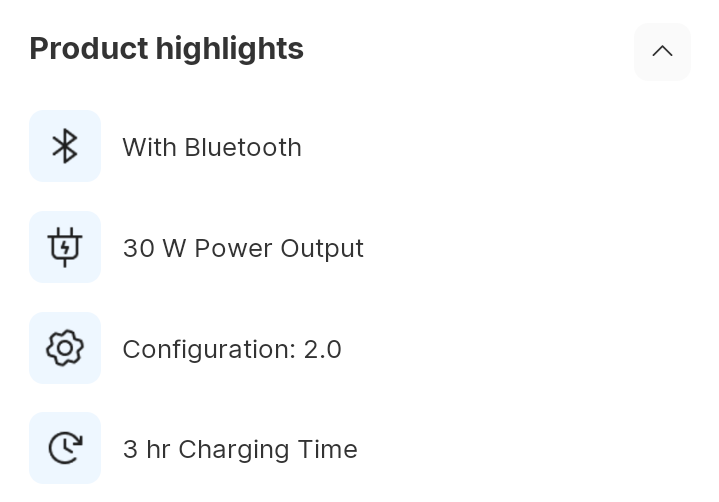 Product highlights
With Bluetooth
30 W Power Output
Configuration: 2.0
3 hr Charging Time